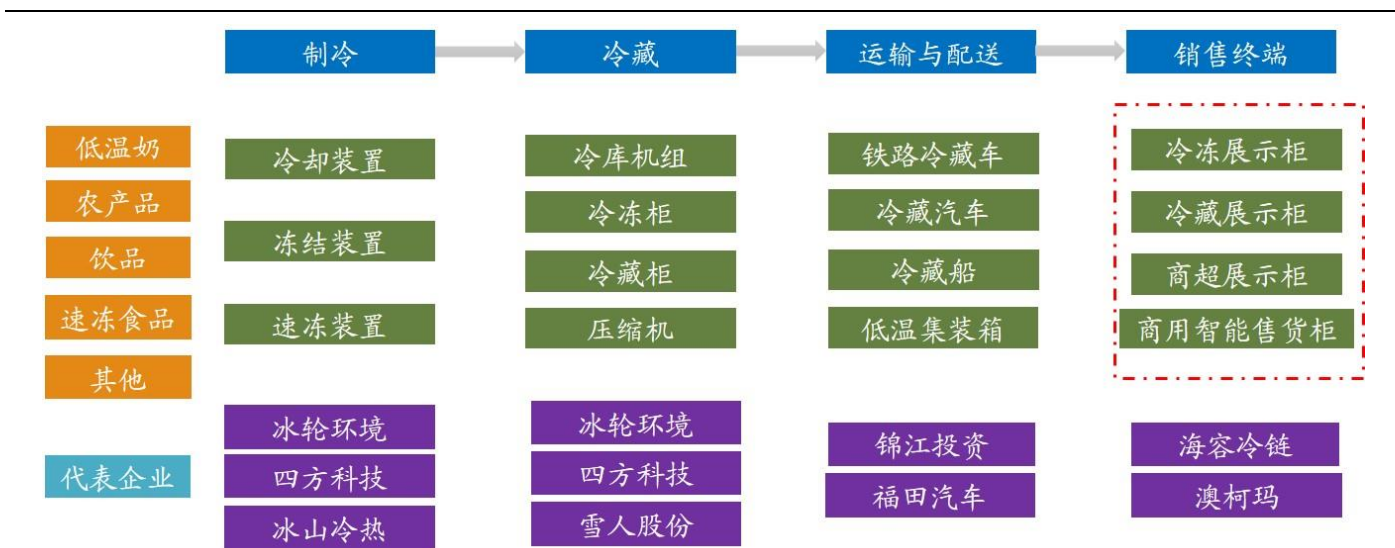 制冷
冷藏
运输与配送
销售终端
低温奶
农产品
饮品
速冻食品
其他
冷却装置
冻结装置
速冻装置
冷库机组
冷冻柜
冷藏柜
压缩机
铁路冷藏车
冷藏汽车
冷藏船
低温集装箱
冷冻展示柜
冷藏展示柜
商超展示柜
商用智能售货柜
代表企业
冰轮环境
四方科技
冰山冷热
冰轮环境
四方科技
雪人股份
锦江投资
福田汽车
海容冷链
澳柯玛